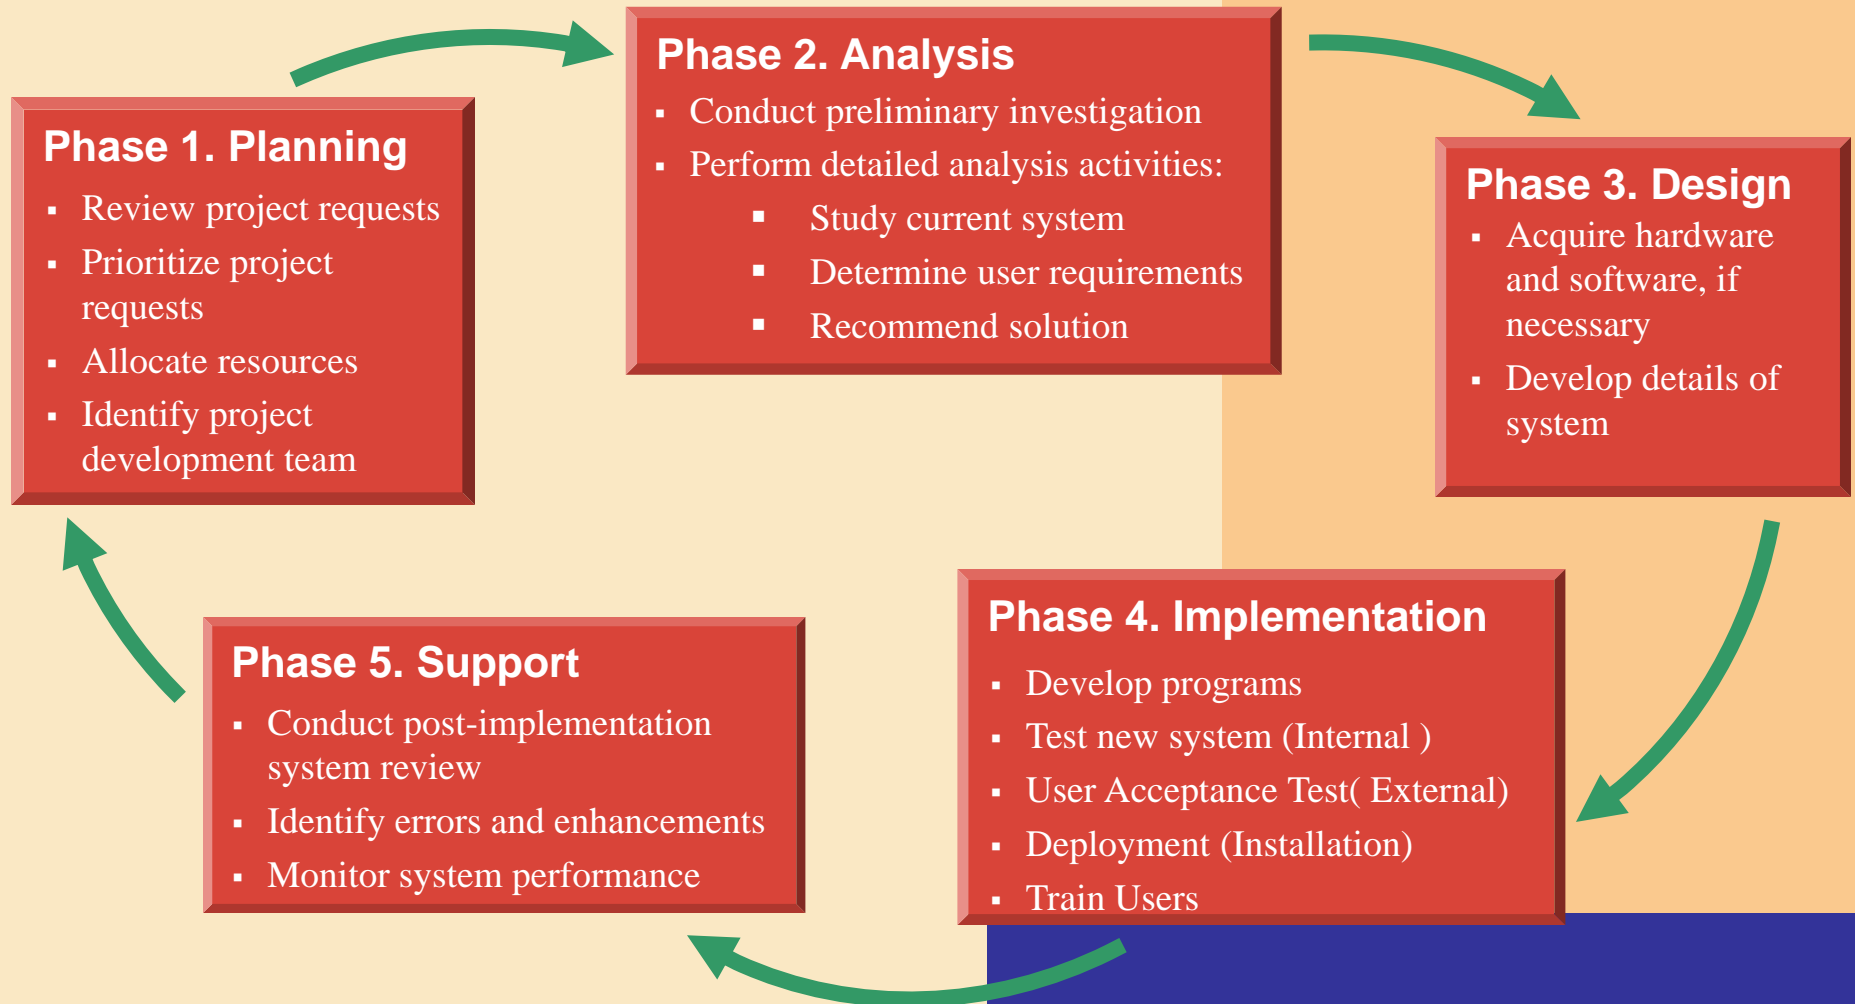 Phase 1. Planning
▪ Review project requests
▪ Prioritize project
requests
▪ Allocate resources
▪ Identify project
development team
Phase 2. Analysis
▪ Conduct preliminary investigation
▪ Perform detailed analysis activities:
▪ Study current system
▪ Determine user requirements
▪ Recommend solution
Phase 3. Design
▪ Acquire hardware
and software, if
necessary
▪ Develop details of
system
Phase 4. Implementation
▪ Develop programs
▪ Test new system (Internal )
▪ User Acceptance Test( External)
▪ Deployment (Installation)
▪ Train Users
Phase 5. Support
▪ Conduct post-implementation
system review
▪ Identify errors and enhancements
▪ Monitor system performance